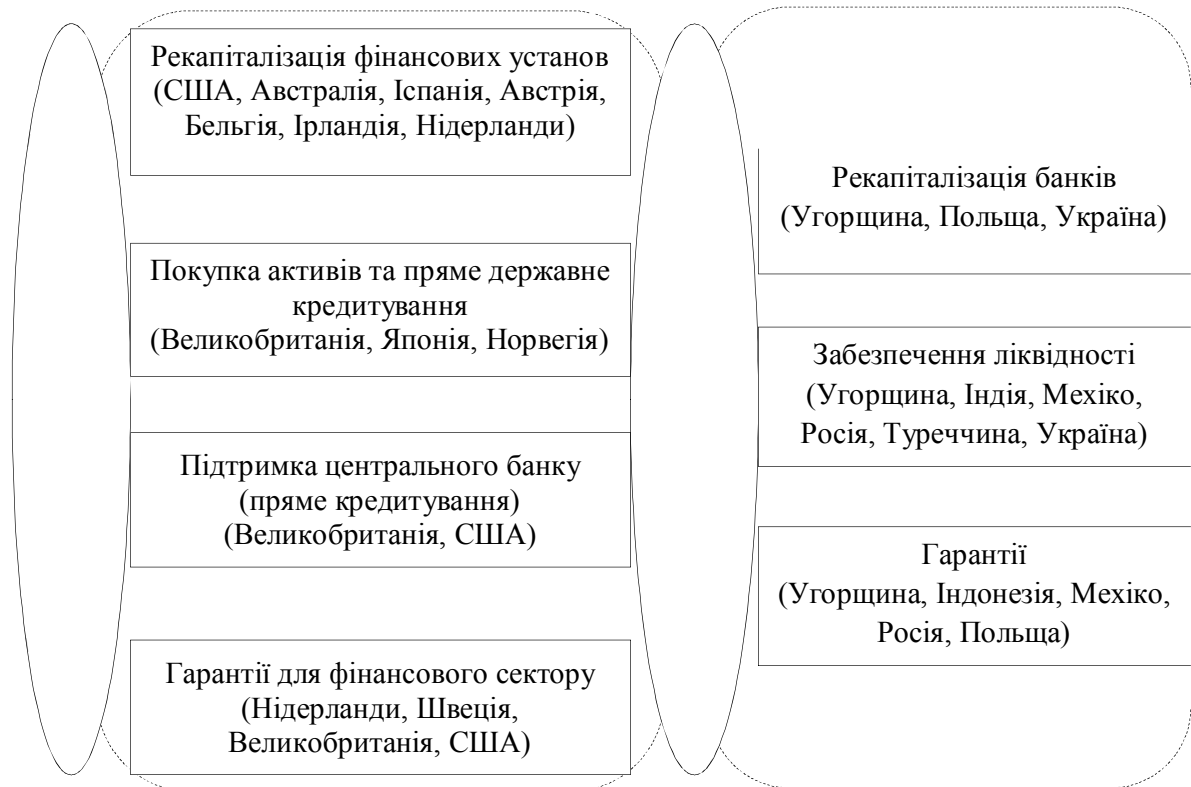 Рекапіталізація фінансових установ
(США, Австралія, Іспанія, Австрія,
Бельгія, Ірландія, Нідерланди)
Покупка активів та пряме державне
кредитування
(Великобританія, Японія, Норвегія)
Підтримка центрального банку
(пряме кредитування)
(Великобританія, США)
Гарантії для фінансового сектору
(Нідерланди, Швеція,
Великобританія, США)
Рекапіталізація банків
(Угорщина, Польща, Україна)
Забезпечення ліквідності
(Угорщина, Індія, Мехіко,
Росія, Туреччина, Україна)
Гарантії
(Угорщина, Індонезія, Мехіко,
Росія, Польща)